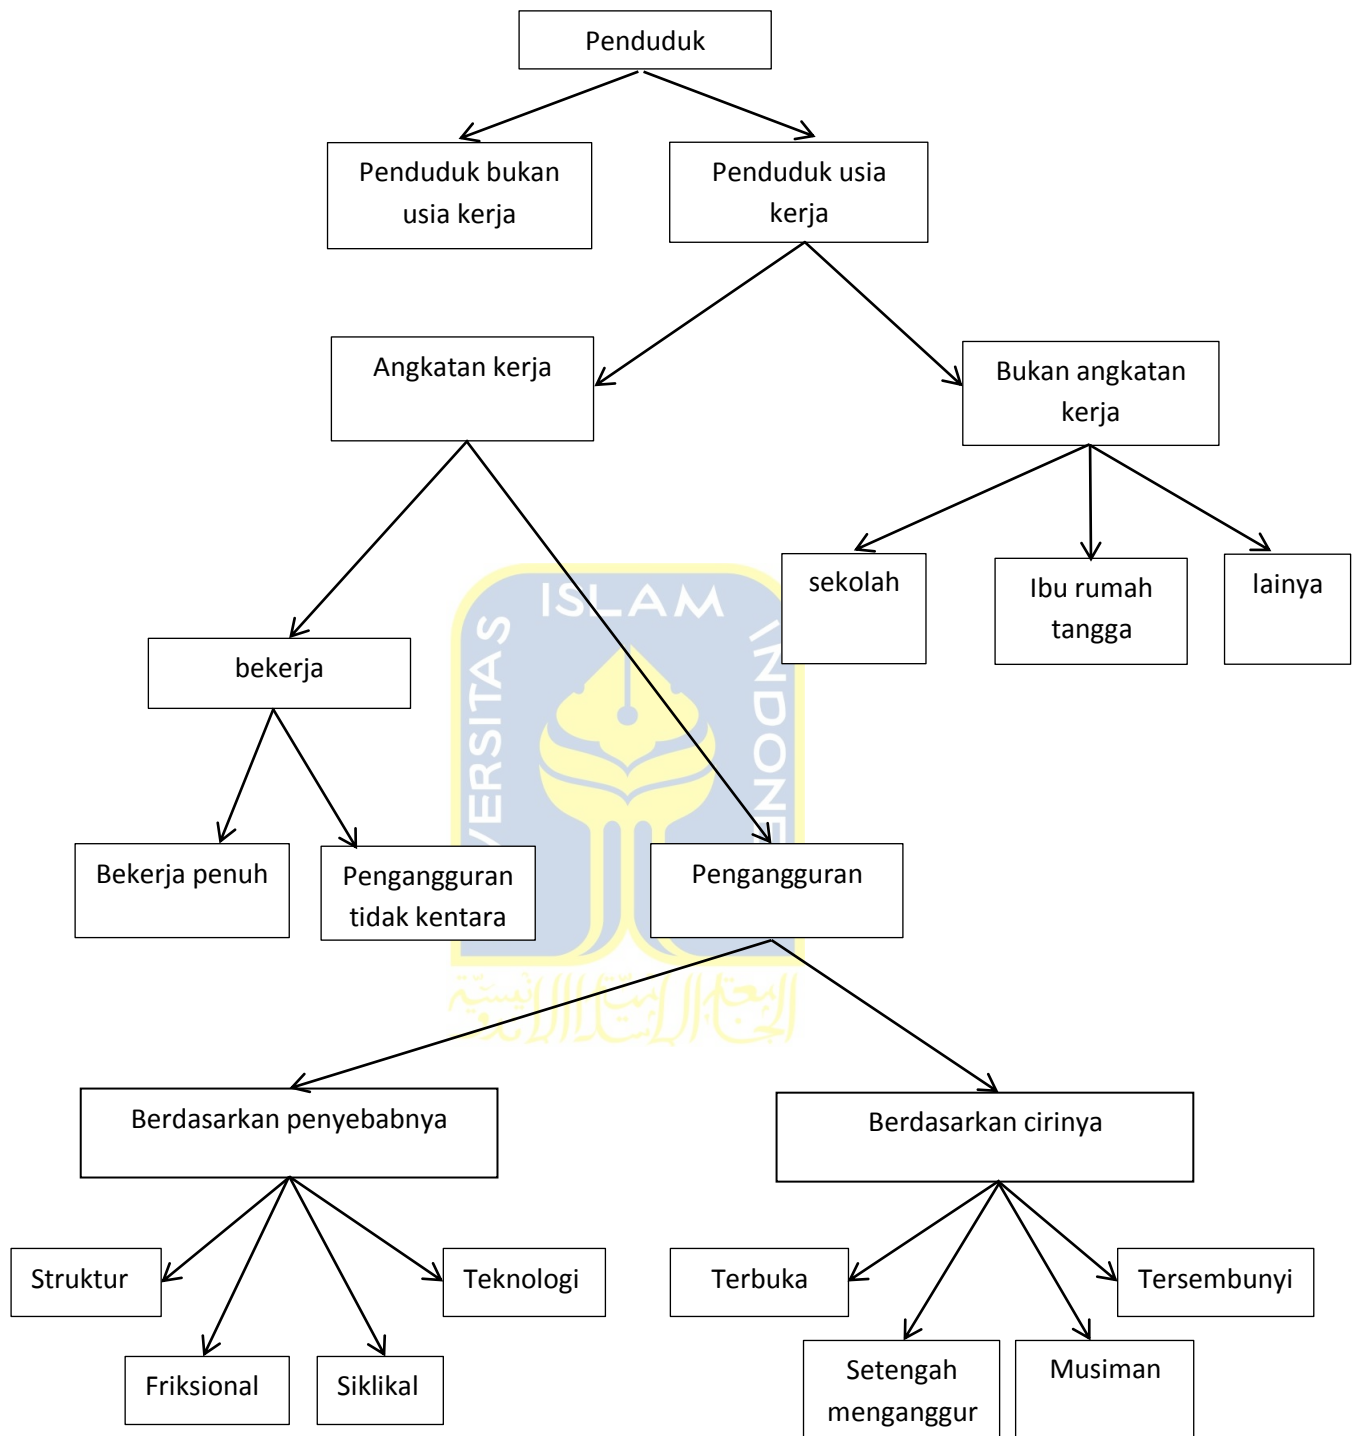 Penduduk
Penduduk bukan
usia kerja
Penduduk usia
kerja
Angkatan kerja
Bukan angkatan
kerja
sekolah
Ibu rumah
tangga
lainya
bekerja
Bekerja penuh
Pengangguran
tidak kentara
Pengangguran
Berdasarkan penyebabnya
Berdasarkan cirinya
Struktur
Teknologi
Friksional
Siklikal
Terbuka
Tersembunyi
Setengah
menganggur
Musiman
ISLAM